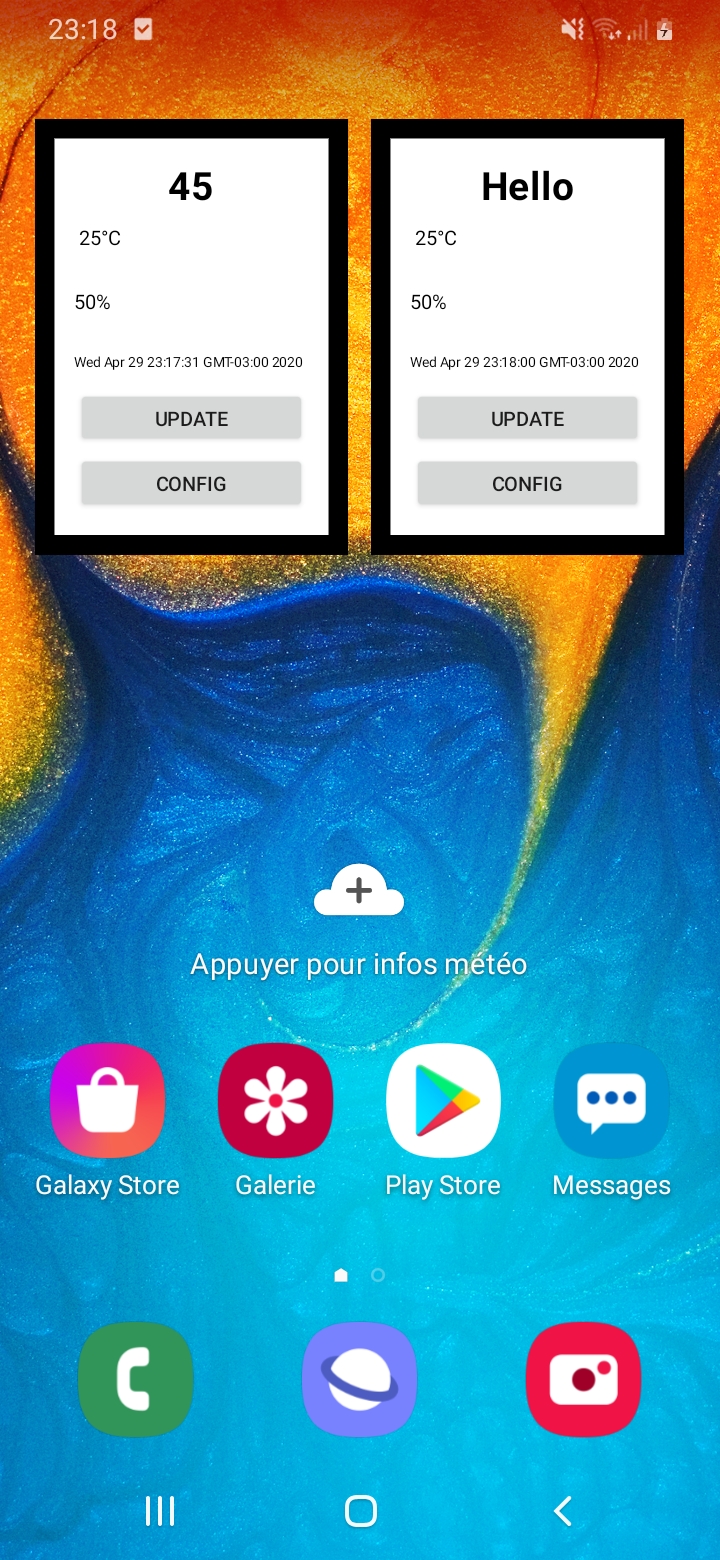 23:18
45
25°C
50%
Wed Apr 29 23:17:31 GMT-03:00 2020
UPDATE
CONFIG
Hello
25°C
50%
Wed Apr 29 23:18:00 GMT-03:00 2020
UPDATE
CONFIG
Appuyer pour infos météo
Galaxy Store
Galerie
Play Store
Messages